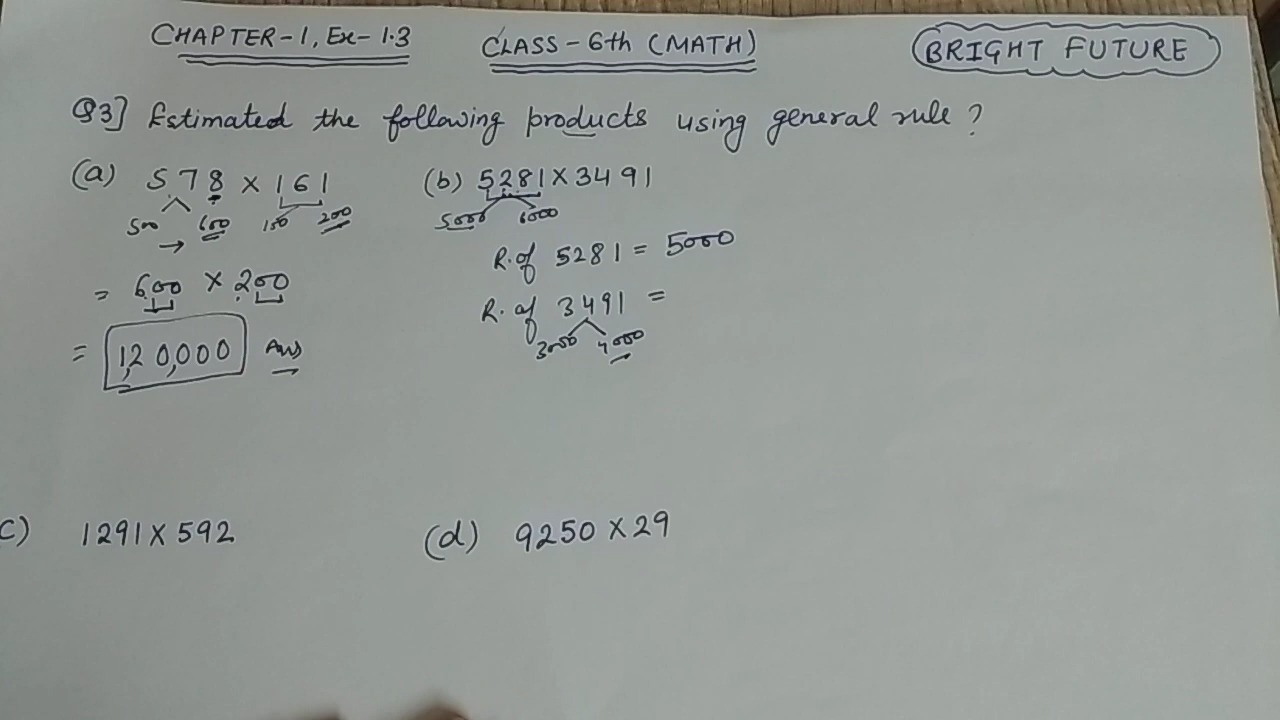 CHAPTER-1, Ex-1.3 CLASS-6th (MATH) BRIGHT FUTURE
Q3] Estimated the following products using general rule ?
(a) 578 × 161
500 600 100 200
→
= 600 × 200
= 1,20,000 Ans
(b) 5281 × 3491
5000 6000
R. of 5281 = 5000
R. of 3491 =
3000 4000
C) 1291 × 592
(d) 9250 × 29